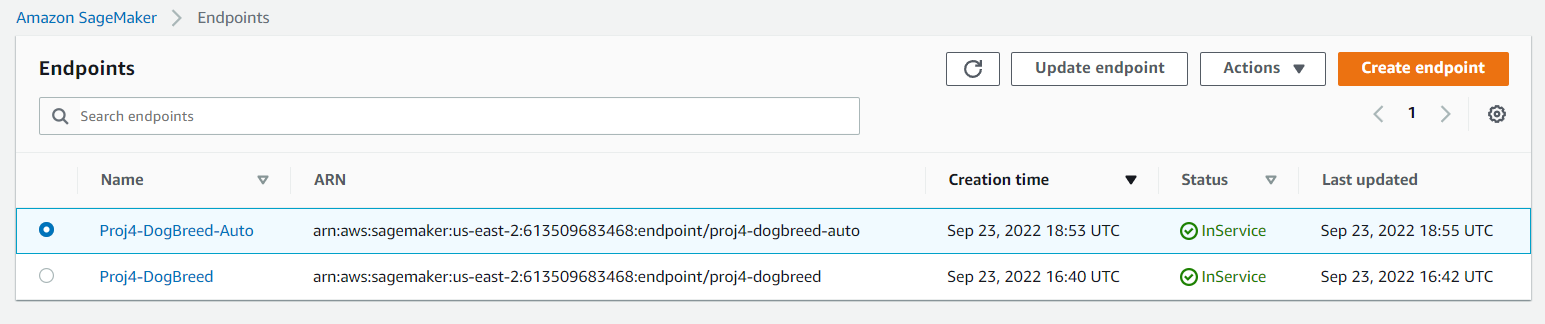 Amazon SageMaker > Endpoints
Endpoints
Update endpoint
Actions
Create endpoint
Search endpoints
1
Name ARN Creation time Status Last updated
Proj4-DogBreed-Auto arn:aws:sagemaker:us-east-2:613509683468:endpoint/proj4-dogbreed-auto Sep 23, 2022 18:53 UTC InService Sep 23, 2022 18:55 UTC
Proj4-DogBreed arn:aws:sagemaker:us-east-2:613509683468:endpoint/proj4-dogbreed Sep 23, 2022 16:40 UTC InService Sep 23, 2022 16:42 UTC